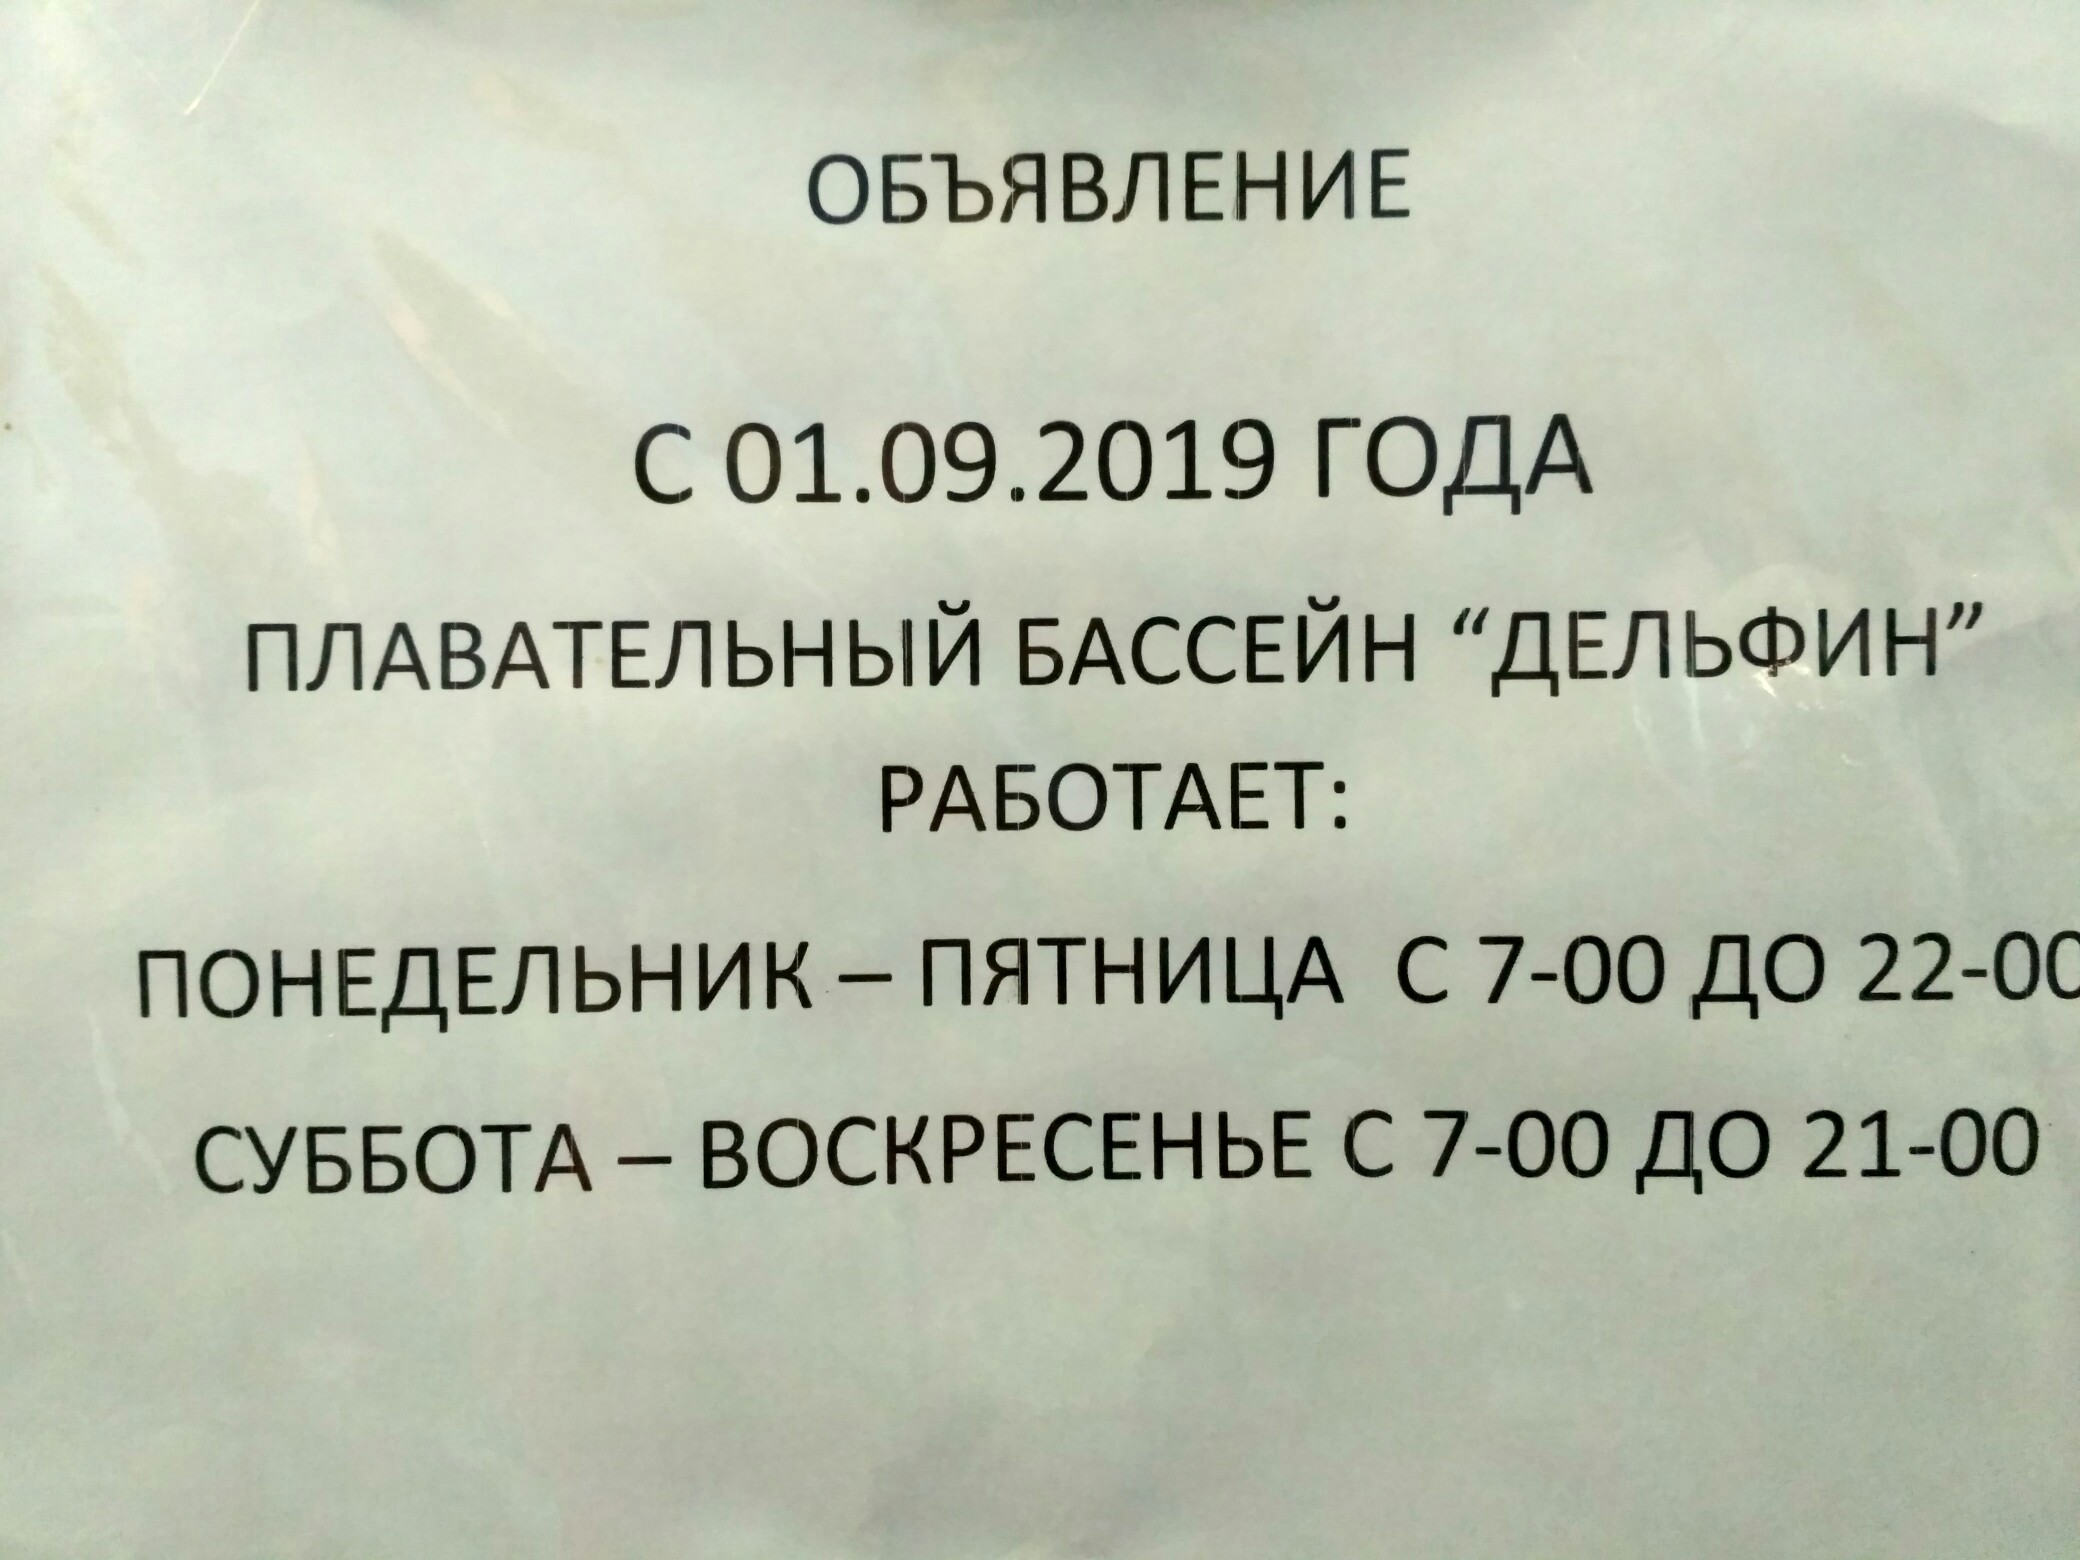 ОБЪЯВЛЕНИЕ
С 01.09.2019 ГОДА
ПЛАВАТЕЛЬНЫЙ БАССЕЙН “ДЕЛЬФИН”
РАБОТАЕТ:
ПОНЕДЕЛЬНИК – ПЯТНИЦА С 7-00 ДО 22-00
СУББОТА – ВОСКРЕСЕНЬЕ С 7-00 ДО 21-00